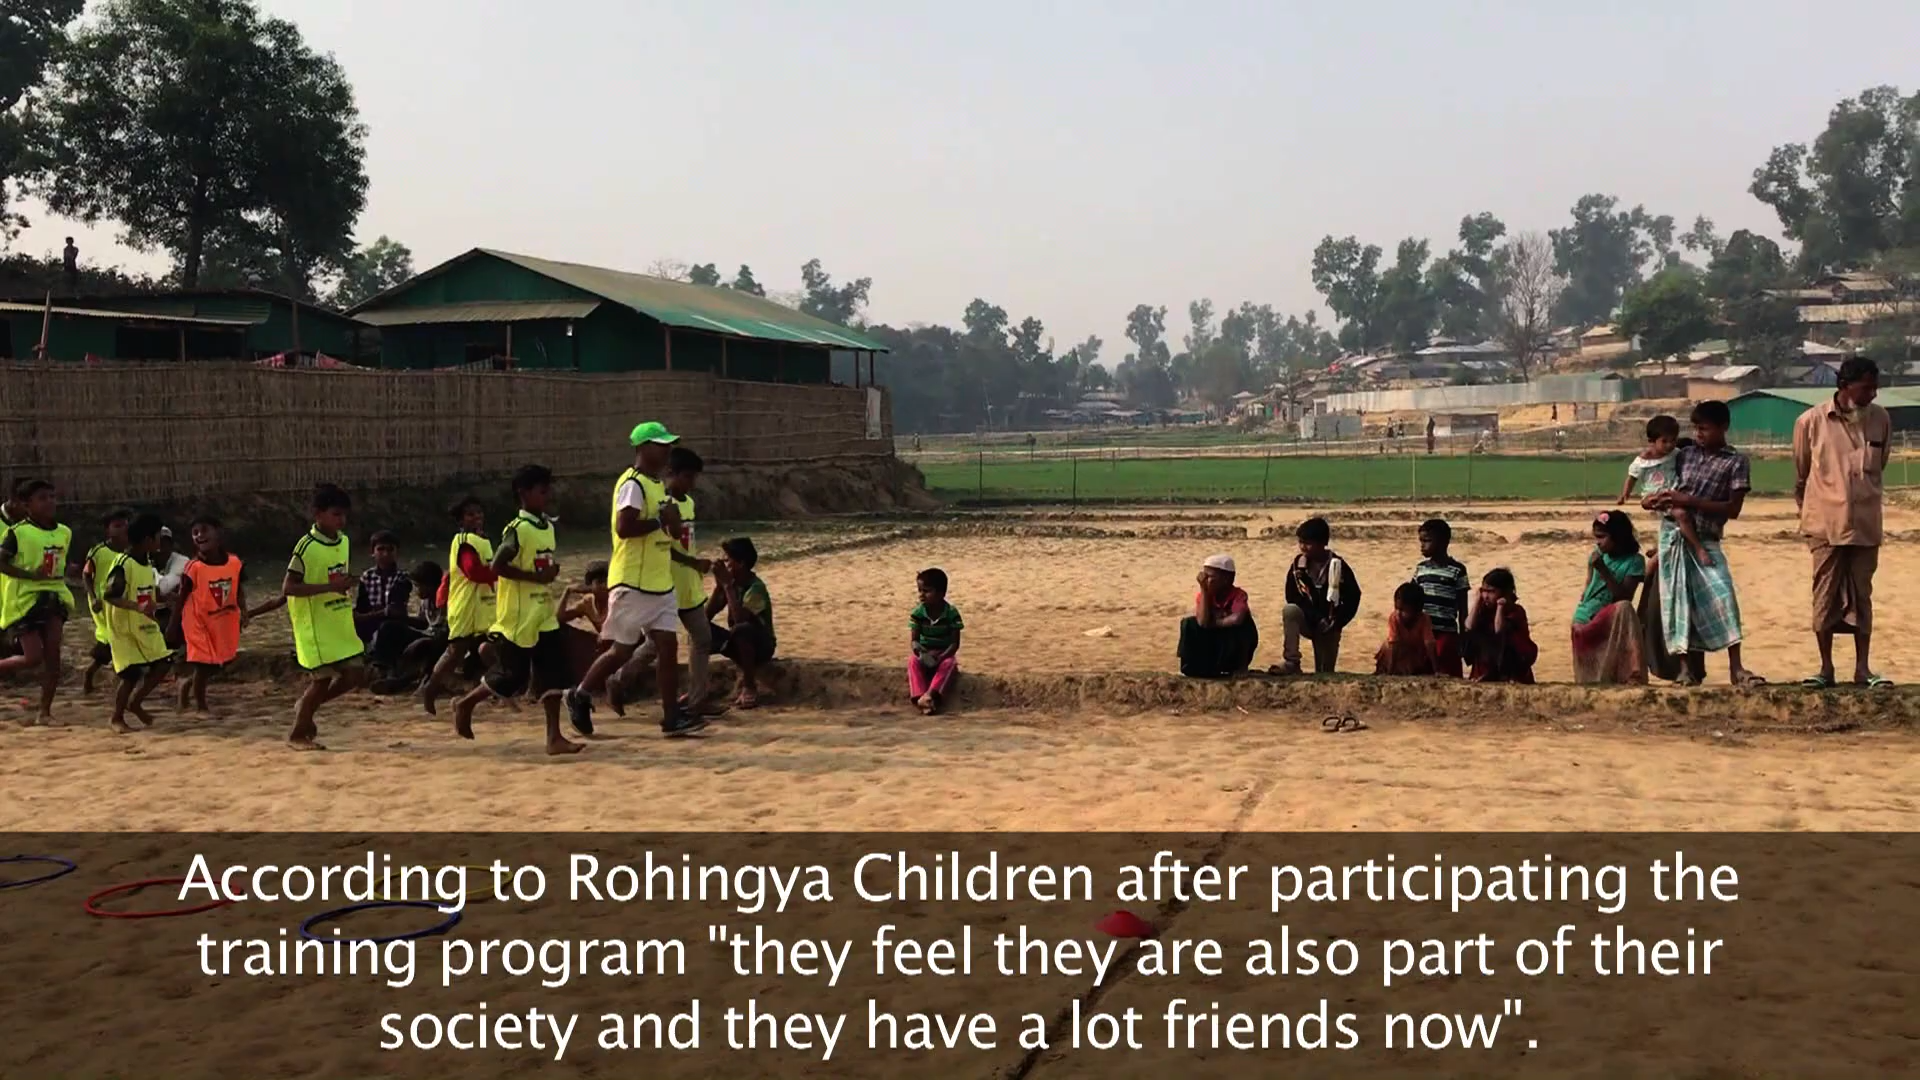 According to Rohingya Children after participating the
training program "they feel they are also part of their
society and they have a lot friends now".